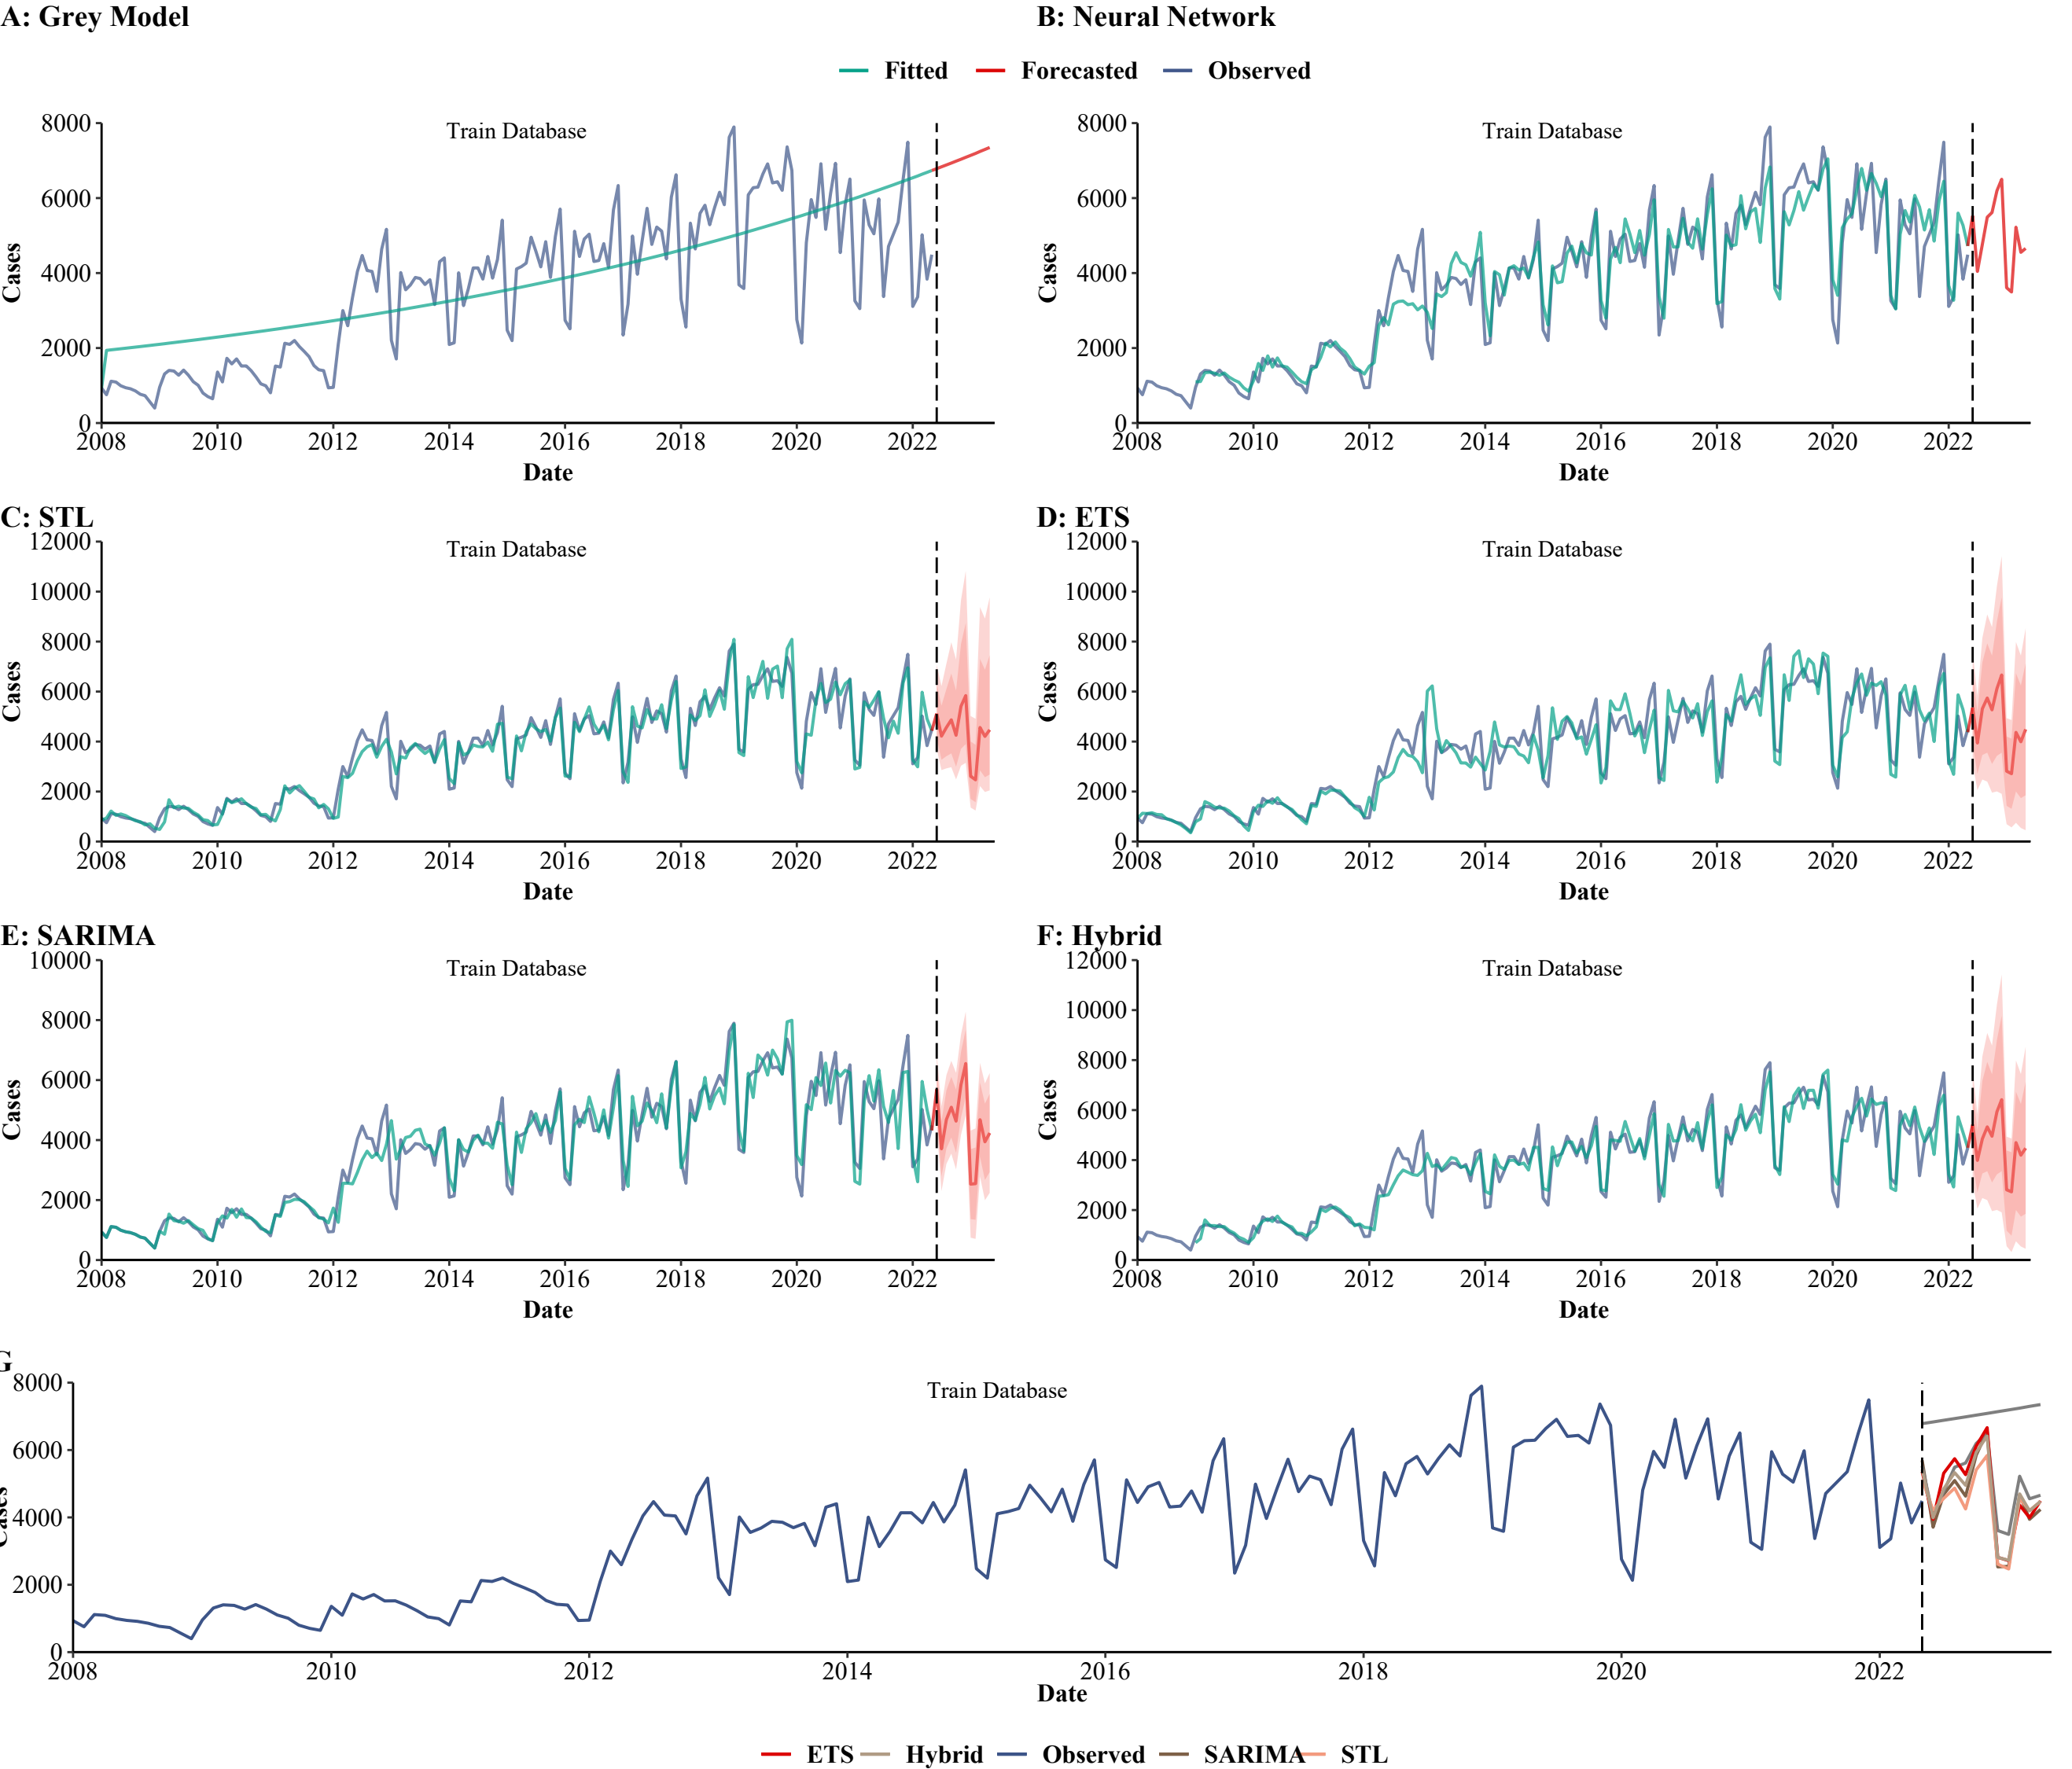 A: Grey Model
B: Neural Network
Fitted Forecasted Observed
8000
6000
4000
2000
0
Cases
Train Database
2008 2010 2012 2014 2016 2018 2020 2022
Date
8000
6000
4000
2000
0
Cases
Train Database
2008 2010 2012 2014 2016 2018 2020 2022
Date
C: STL
12000
10000
8000
6000
4000
2000
0
Cases
Train Database
2008 2010 2012 2014 2016 2018 2020 2022
Date
D: ETS
12000
10000
8000
6000
4000
2000
0
Cases
Train Database
2008 2010 2012 2014 2016 2018 2020 2022
Date
E: SARIMA
10000
8000
6000
4000
2000
0
Cases
Train Database
2008 2010 2012 2014 2016 2018 2020 2022
Date
F: Hybrid
12000
10000
8000
6000
4000
2000
0
Cases
Train Database
2008 2010 2012 2014 2016 2018 2020 2022
Date
G
8000
6000
4000
2000
0
Cases
Train Database
2008 2010 2012 2014 2016 2018 2020 2022
Date
ETS Hybrid Observed SARIMA STL